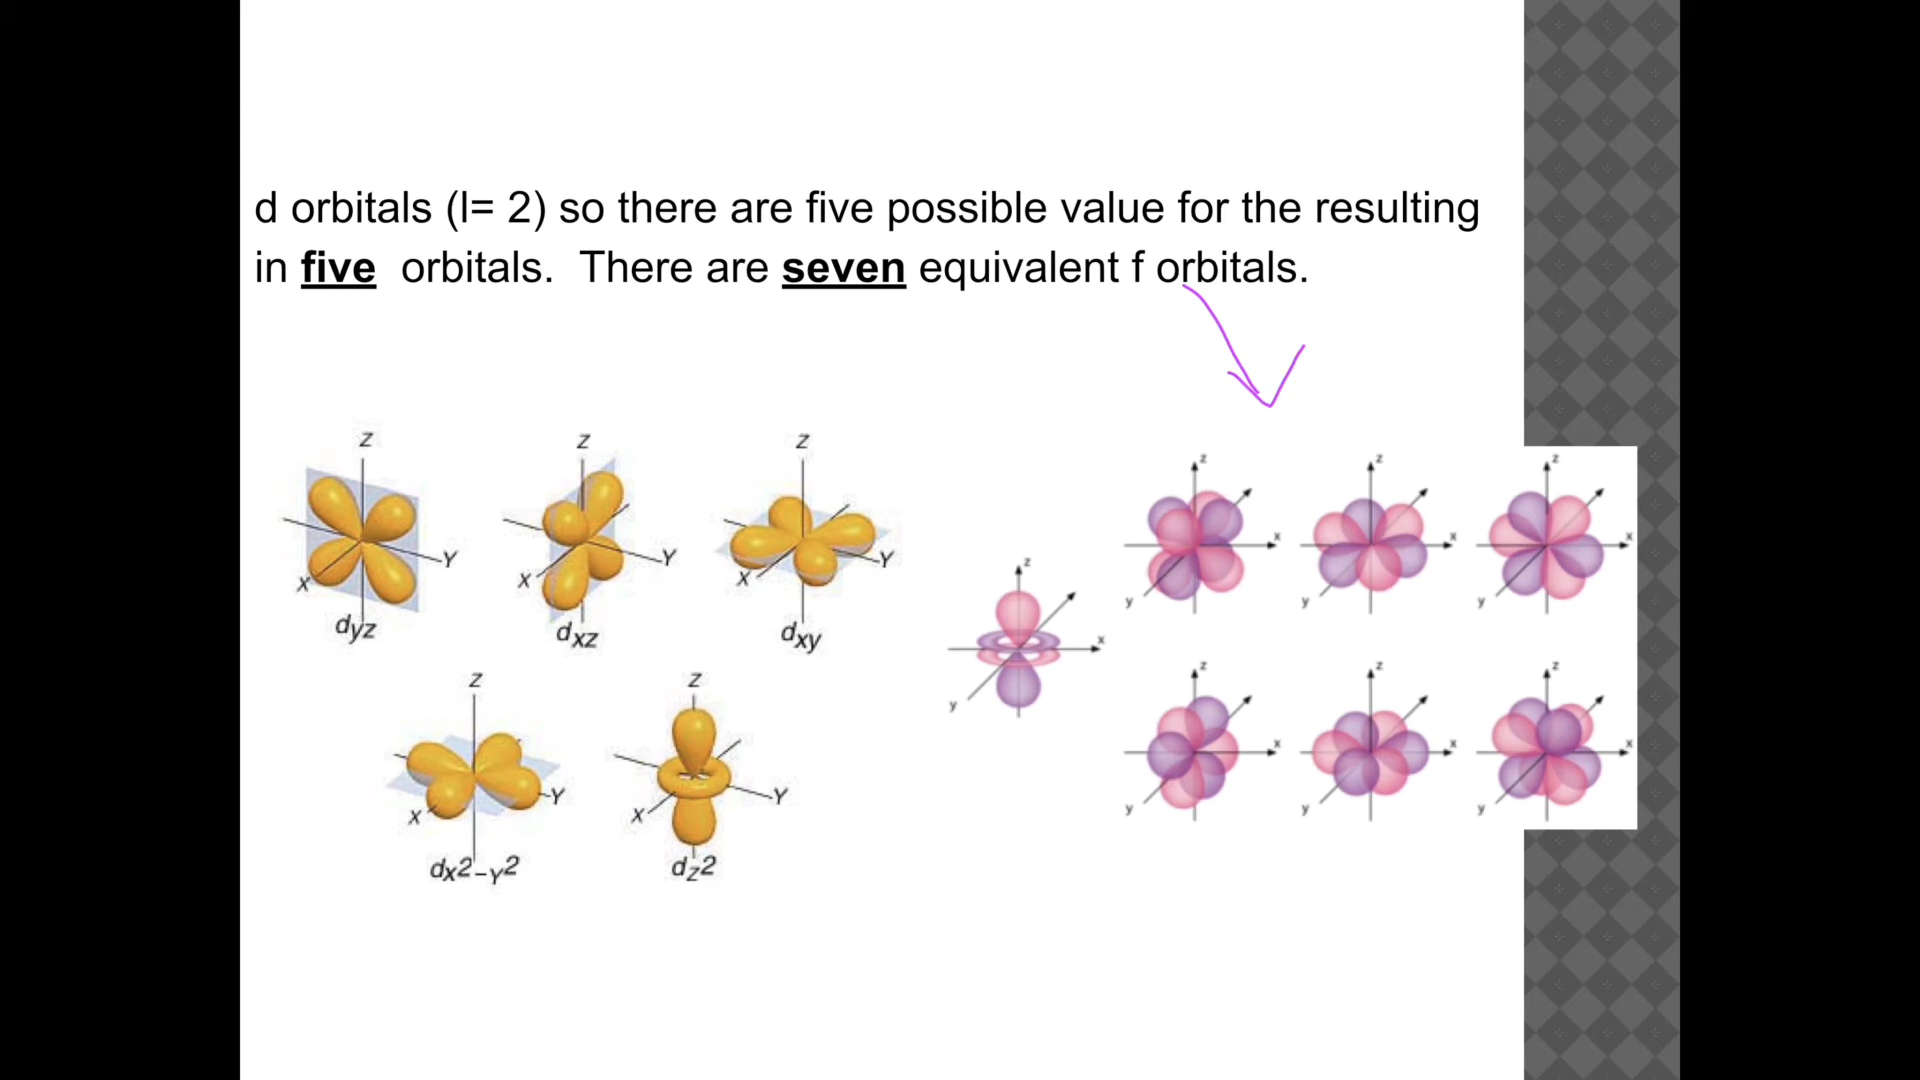 d orbitals (l= 2) so there are five possible value for the resulting
in five orbitals. There are seven equivalent f orbitals.
Z
Y
X
dyz
Z
Y
X
dxz
Z
Y
X
dxy
Z
Y
X
dx2-Y2
Z
Y
X
dz2
z
x
y
z
x
y
z
x
y
z
x
y
z
x
y
z
x
y
z
x
y